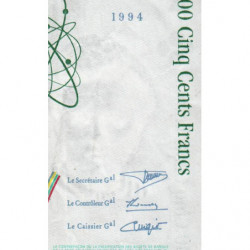 1994
00 Cinq Cents Francs
Le Secrétaire Gᵃˡ
Le Contrôleur Gᵃˡ
Le Caissier Gᵃˡ